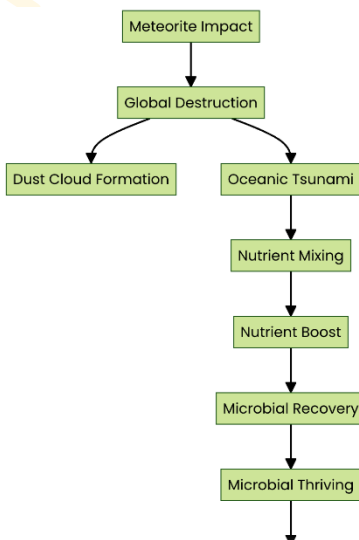 Meteorite Impact
Global Destruction
Dust Cloud Formation
Oceanic Tsunami
Nutrient Mixing
Nutrient Boost
Microbial Recovery
Microbial Thriving